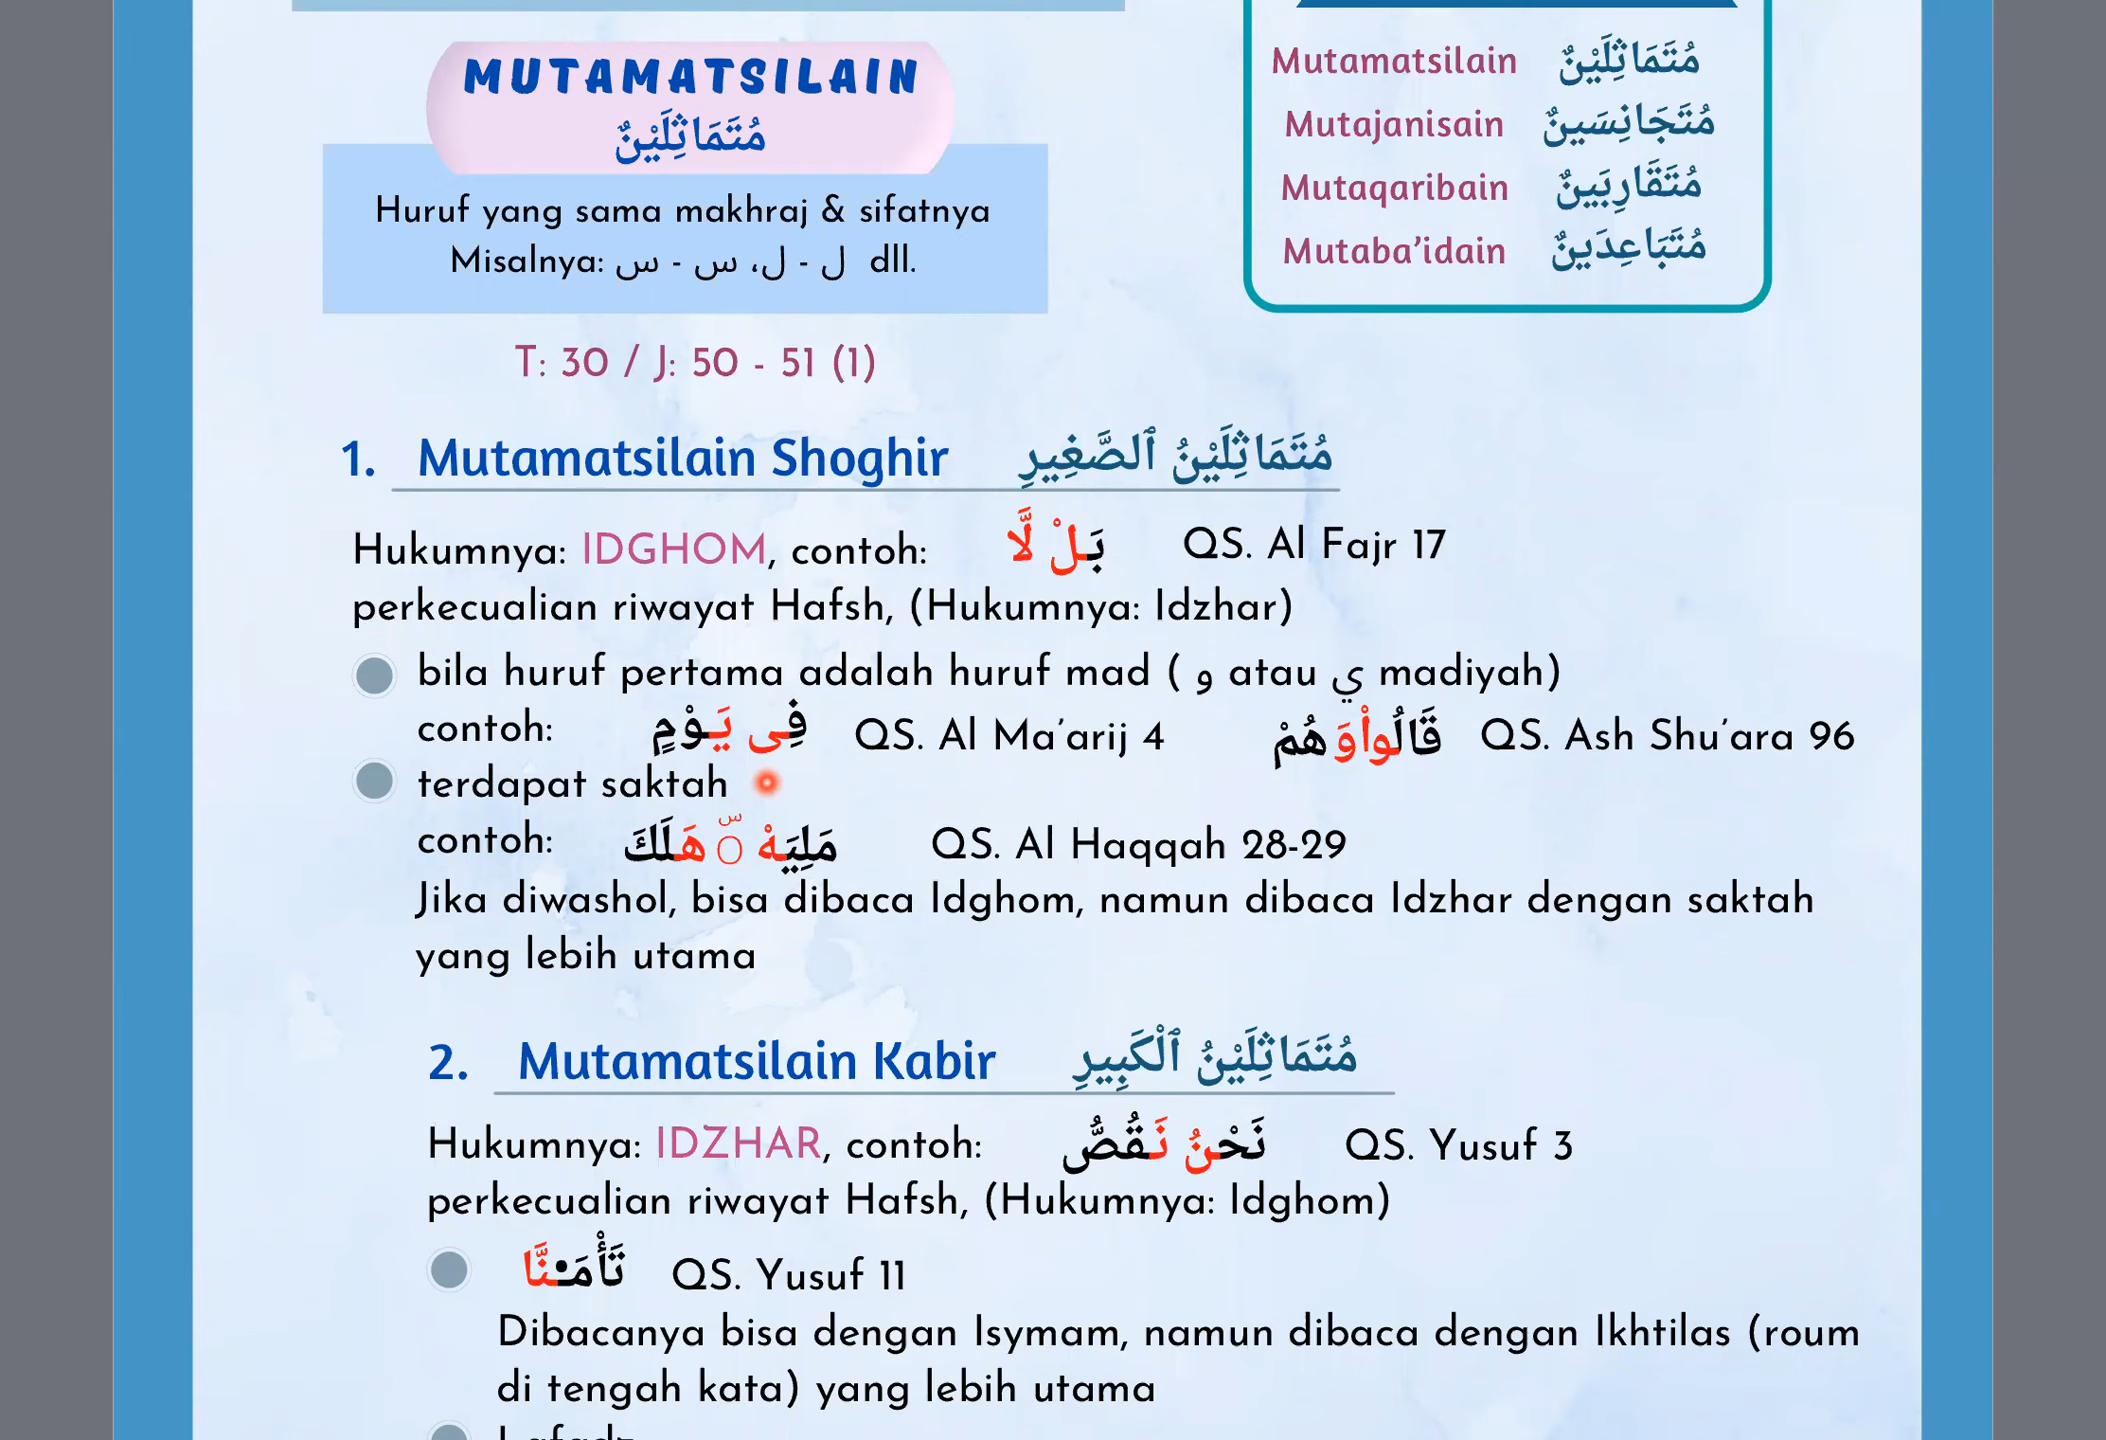 MUTAMATSILAIN
مُتَمَاثِلَيْنٌ
Huruf yang sama makhraj & sifatnya
Misalnya: ل - ل، س - س dll.
T: 30 / J: 50 - 51 (1)
Mutamatsilain مُتَمَاثِلَيْنٌ
Mutajanisain مُتَجَانِسَينٌ
Mutaqaribain مُتَقَارِبَينٌ
Mutaba'idain مُتَبَاعِدَينٌ
1. Mutamatsilain Shoghir مُتَمَاثِلَيْنُ ٱلصَّغِيرِ
Hukumnya: IDGHOM, contoh: بَلْ لَّا QS. Al Fajr 17
perkecualian riwayat Hafsh, (Hukumnya: Idzhar)
bila huruf pertama adalah huruf mad ( و atau ي madiyah)
contoh: فِى يَوْمٍ QS. Al Ma'arij 4 قَالُواْوَهُمْ QS. Ash Shu'ara 96
terdapat saktah
contoh: مَلِيَهْ ۜ هَلَكَ QS. Al Haqqah 28-29
Jika diwashol, bisa dibaca Idghom, namun dibaca Idzhar dengan saktah
yang lebih utama
2. Mutamatsilain Kabir مُتَمَاثِلَيْنُ ٱلْكَبِيرِ
Hukumnya: IDZHAR, contoh: نَحْنُ نَقُصُّ QS. Yusuf 3
perkecualian riwayat Hafsh, (Hukumnya: Idghom)
تَأْمَ۫نَّا QS. Yusuf 11
Dibacanya bisa dengan Isymam, namun dibaca dengan Ikhtilas (roum
di tengah kata) yang lebih utama